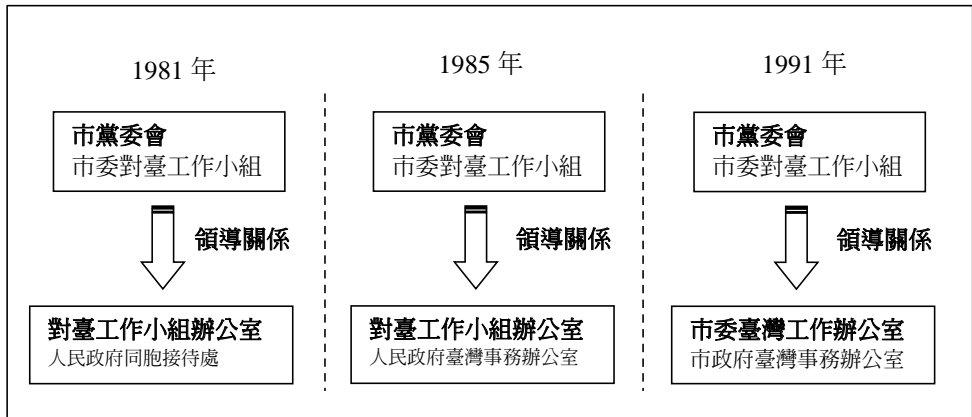 1981 年
市黨委會
市委對臺工作小組
領導關係
對臺工作小組辦公室
人民政府同胞接待處
1985 年
市黨委會
市委對臺工作小組
領導關係
對臺工作小組辦公室
人民政府臺灣事務辦公室
1991 年
市黨委會
市委對臺工作小組
領導關係
市委臺灣工作辦公室
市政府臺灣事務辦公室